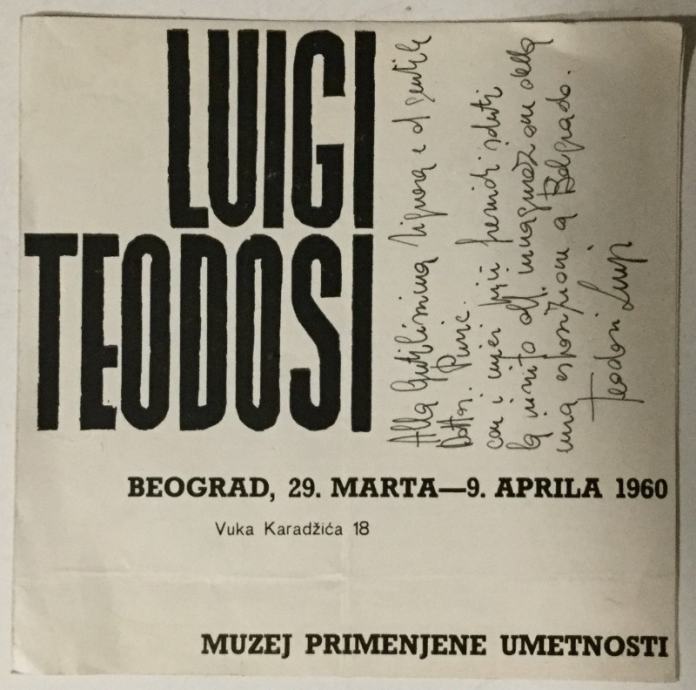 LUIGI
TEODOSI
Alla gentilissima Signora e al gentile
Dottor. Purić.
con i miei più fervidi saluti
la invito all' inaugurazione della
mia esposizione a Belgrado.
Teodosi Luigi
BEOGRAD, 29. MARTA—9. APRILA 1960
Vuka Karadžića 18
MUZEJ PRIMENJENE UMETNOSTI